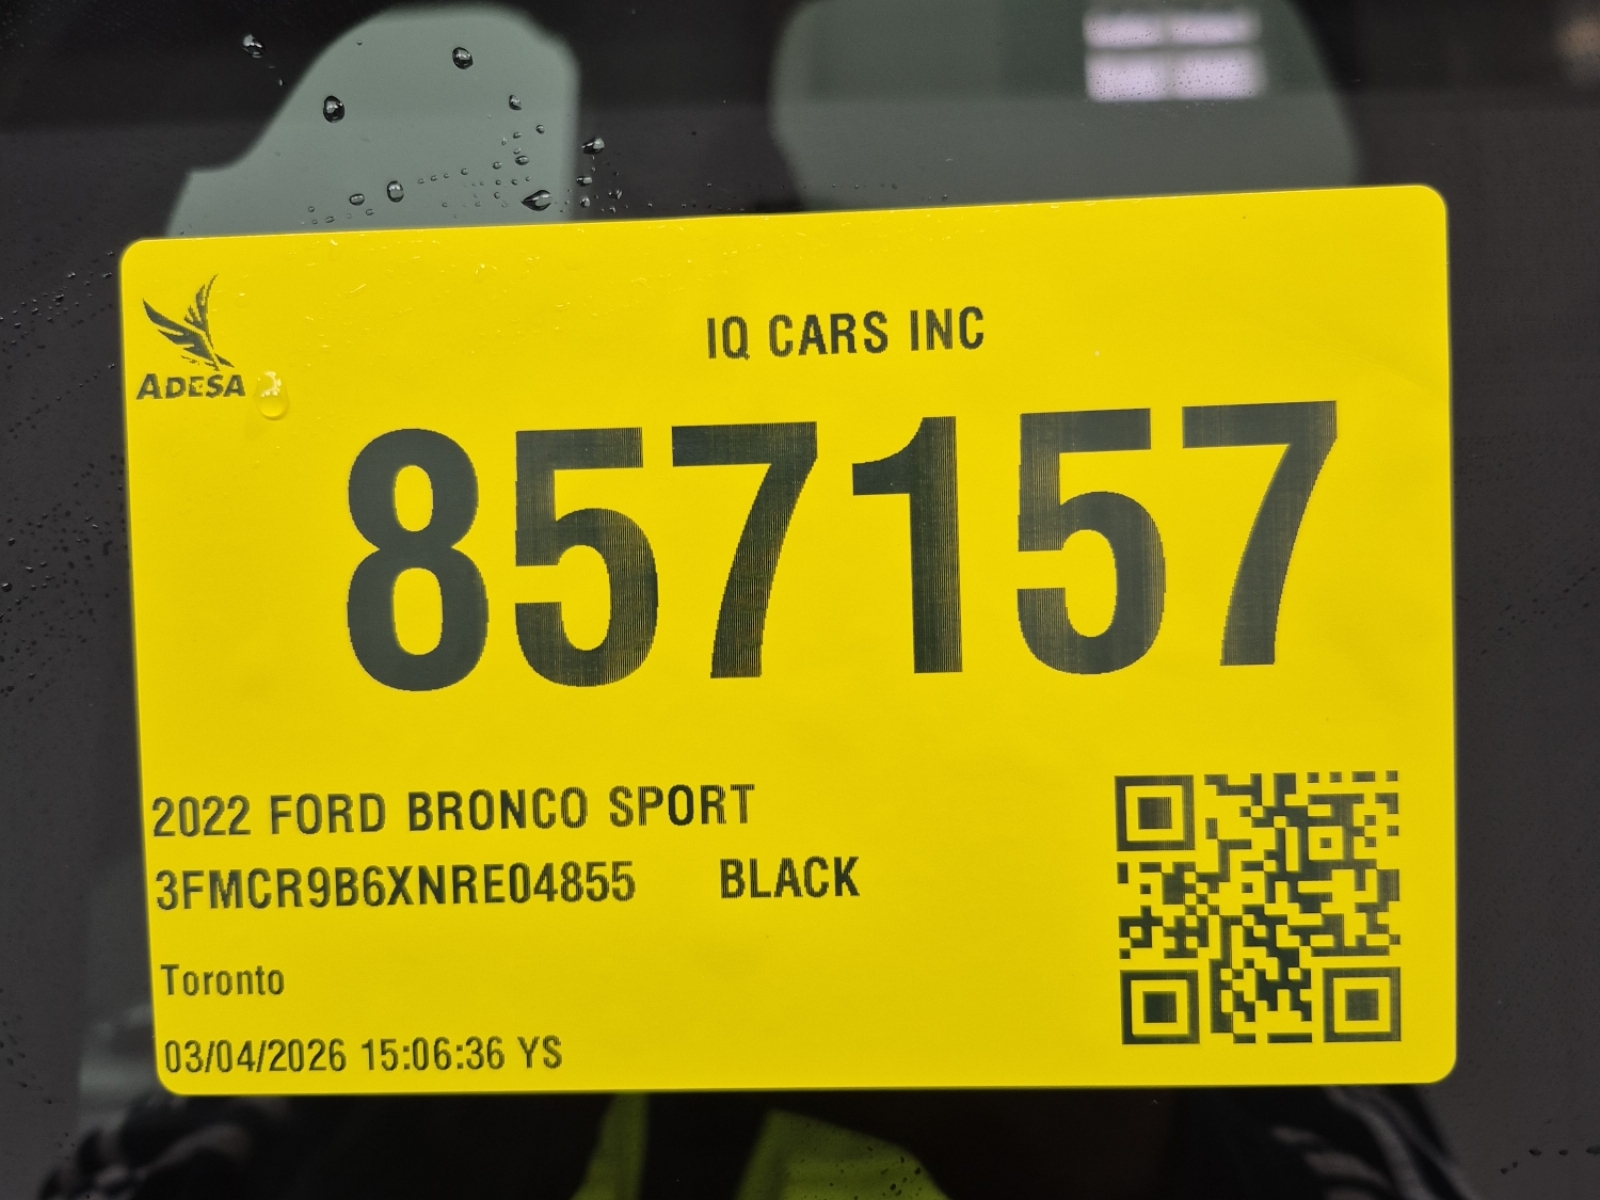 ADESA
IQ CARS INC
857157
2022 FORD BRONCO SPORT
3FMCR9B6XNRE04855 BLACK
Toronto
03/04/2026 15:06:36 YS